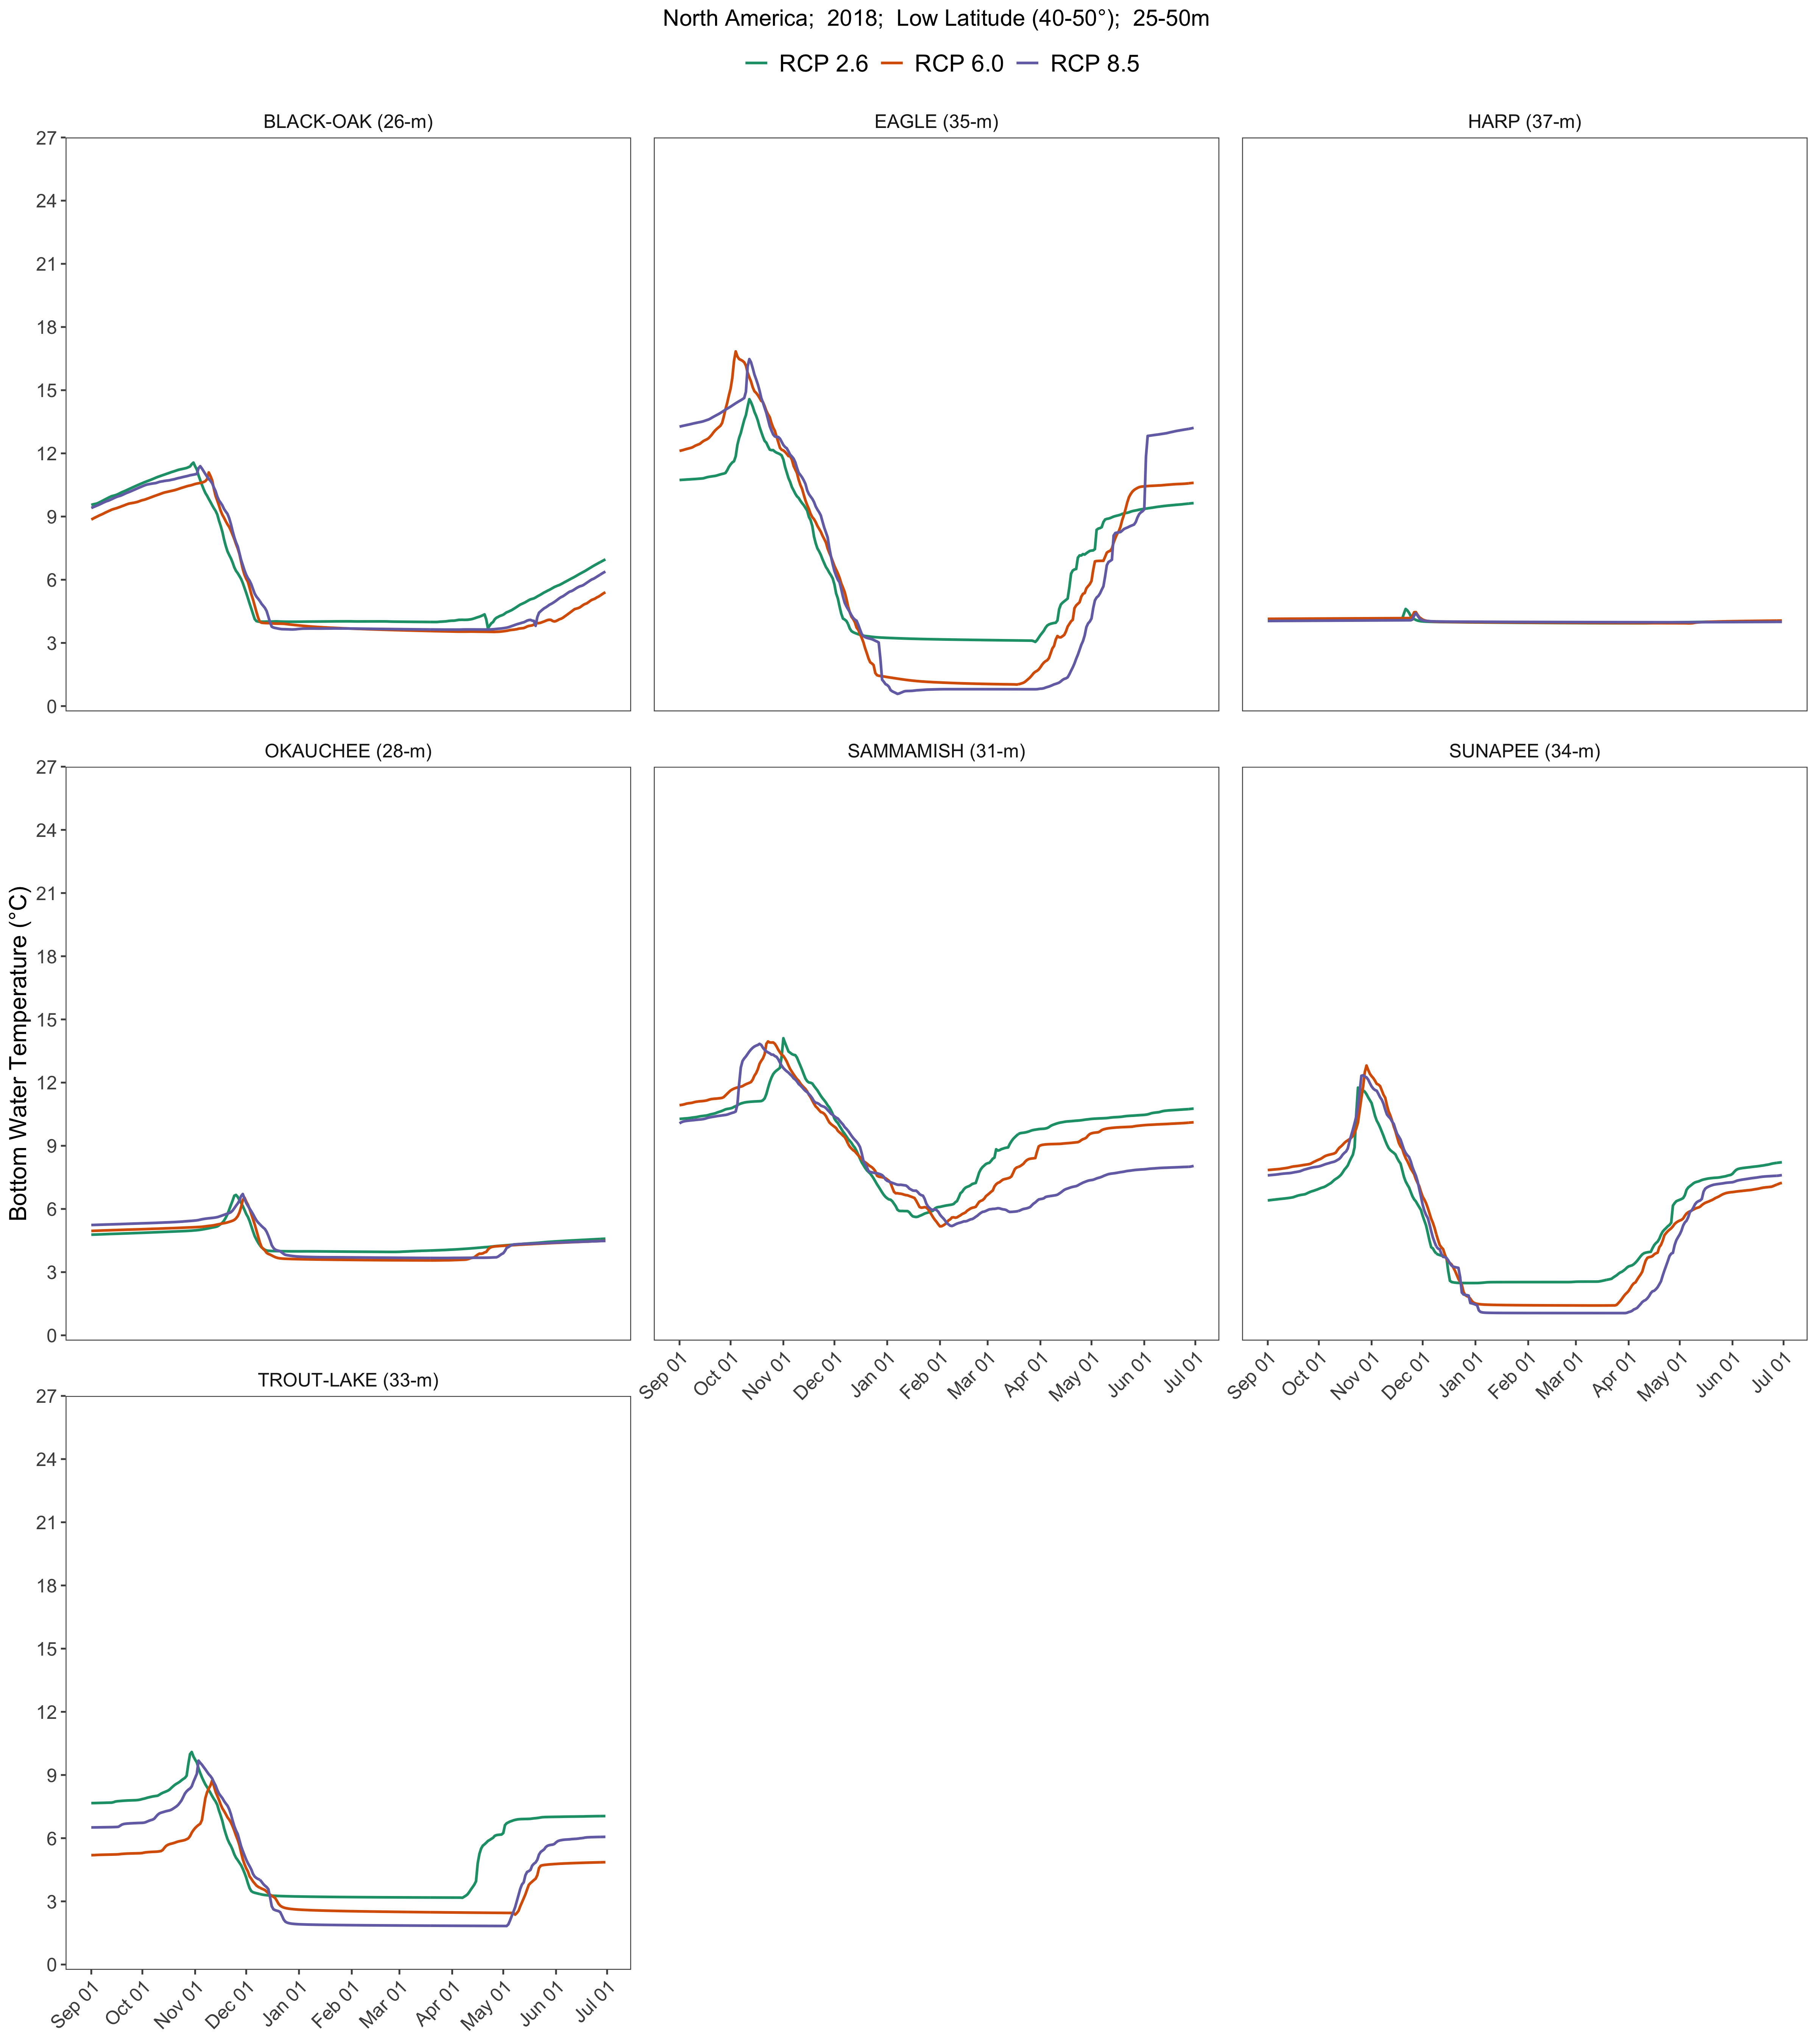 North America;  2018;  Low Latitude (40-50°);  25-50m
RCP 2.6 RCP 6.0 RCP 8.5
BLACK-OAK (26-m)
EAGLE (35-m)
HARP (37-m)
27
24
21
18
15
12
9
6
3
0
OKAUCHEE (28-m)
SAMMAMISH (31-m)
SUNAPEE (34-m)
27
24
21
18
15
12
9
6
3
0
Bottom Water Temperature (°C)
Sep 01 Oct 01 Nov 01 Dec 01 Jan 01 Feb 01 Mar 01 Apr 01 May 01 Jun 01 Jul 01
Sep 01 Oct 01 Nov 01 Dec 01 Jan 01 Feb 01 Mar 01 Apr 01 May 01 Jun 01 Jul 01
TROUT-LAKE (33-m)
27
24
21
18
15
12
9
6
3
0
Sep 01 Oct 01 Nov 01 Dec 01 Jan 01 Feb 01 Mar 01 Apr 01 May 01 Jun 01 Jul 01